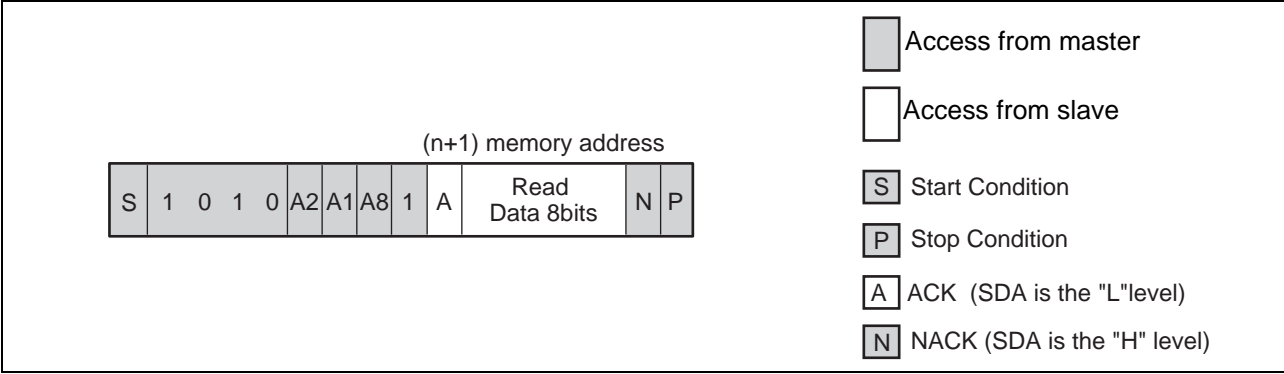 Access from master
Access from slave
(n+1) memory address
S 1 0 1 0 A2 A1 A8 1 A Read Data 8bits N P
S Start Condition
P Stop Condition
A ACK (SDA is the "L"level)
N NACK (SDA is the "H" level)